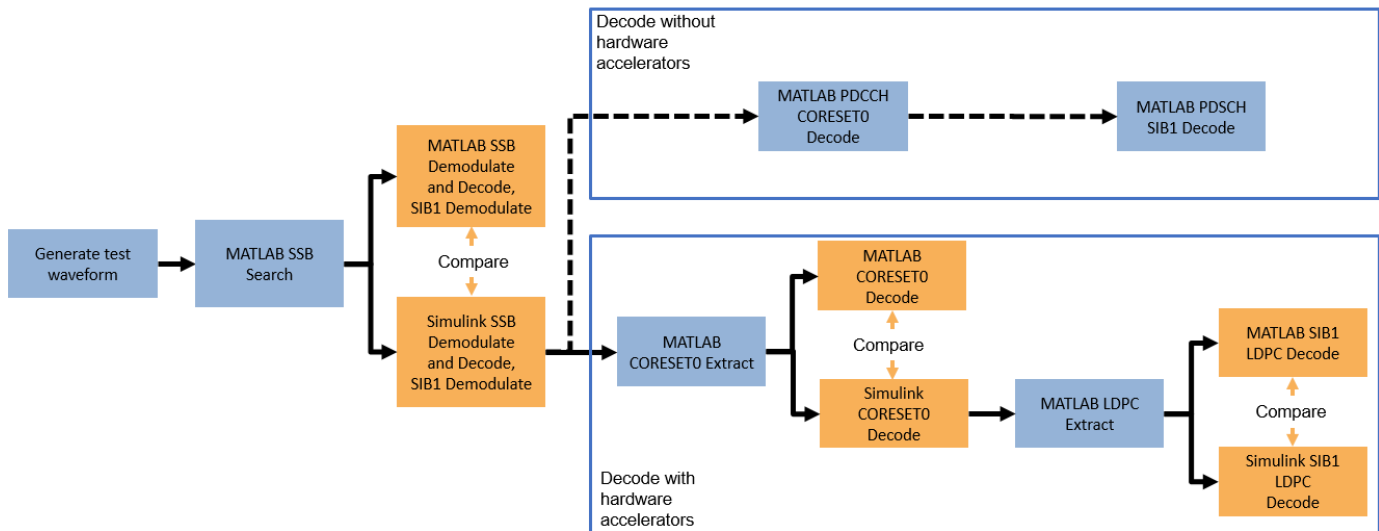 Generate test
waveform
MATLAB SSB
Search
MATLAB SSB
Demodulate
and Decode,
SIB1 Demodulate
Compare
Simulink SSB
Demodulate
and Decode,
SIB1 Demodulate
Decode without
hardware
accelerators
MATLAB PDCCH
CORESET0
Decode
MATLAB PDSCH
SIB1 Decode
MATLAB
CORESET0 Extract
MATLAB
CORESET0
Decode
Compare
Simulink
CORESET0
Decode
MATLAB LDPC
Extract
MATLAB SIB1
LDPC Decode
Compare
Simulink SIB1
LDPC
Decode
Decode with
hardware
accelerators